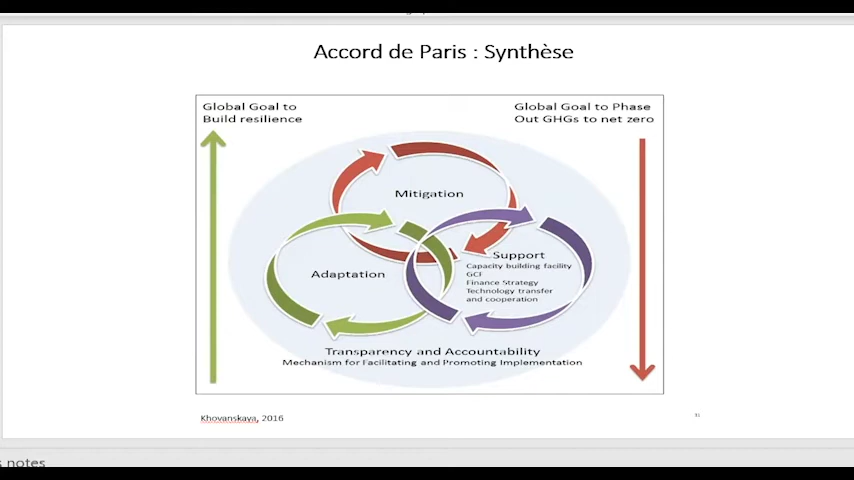 Accord de Paris : Synthèse
Global Goal to
Build resilience
Global Goal to Phase
Out GHGs to net zero
Mitigation
Adaptation
Support
Capacity building facility
GCF
Finance Strategy
Technology transfer
and cooperation
Transparency and Accountability
Mechanism for Facilitating and Promoting Implementation
Khovanskaya, 2016
notes